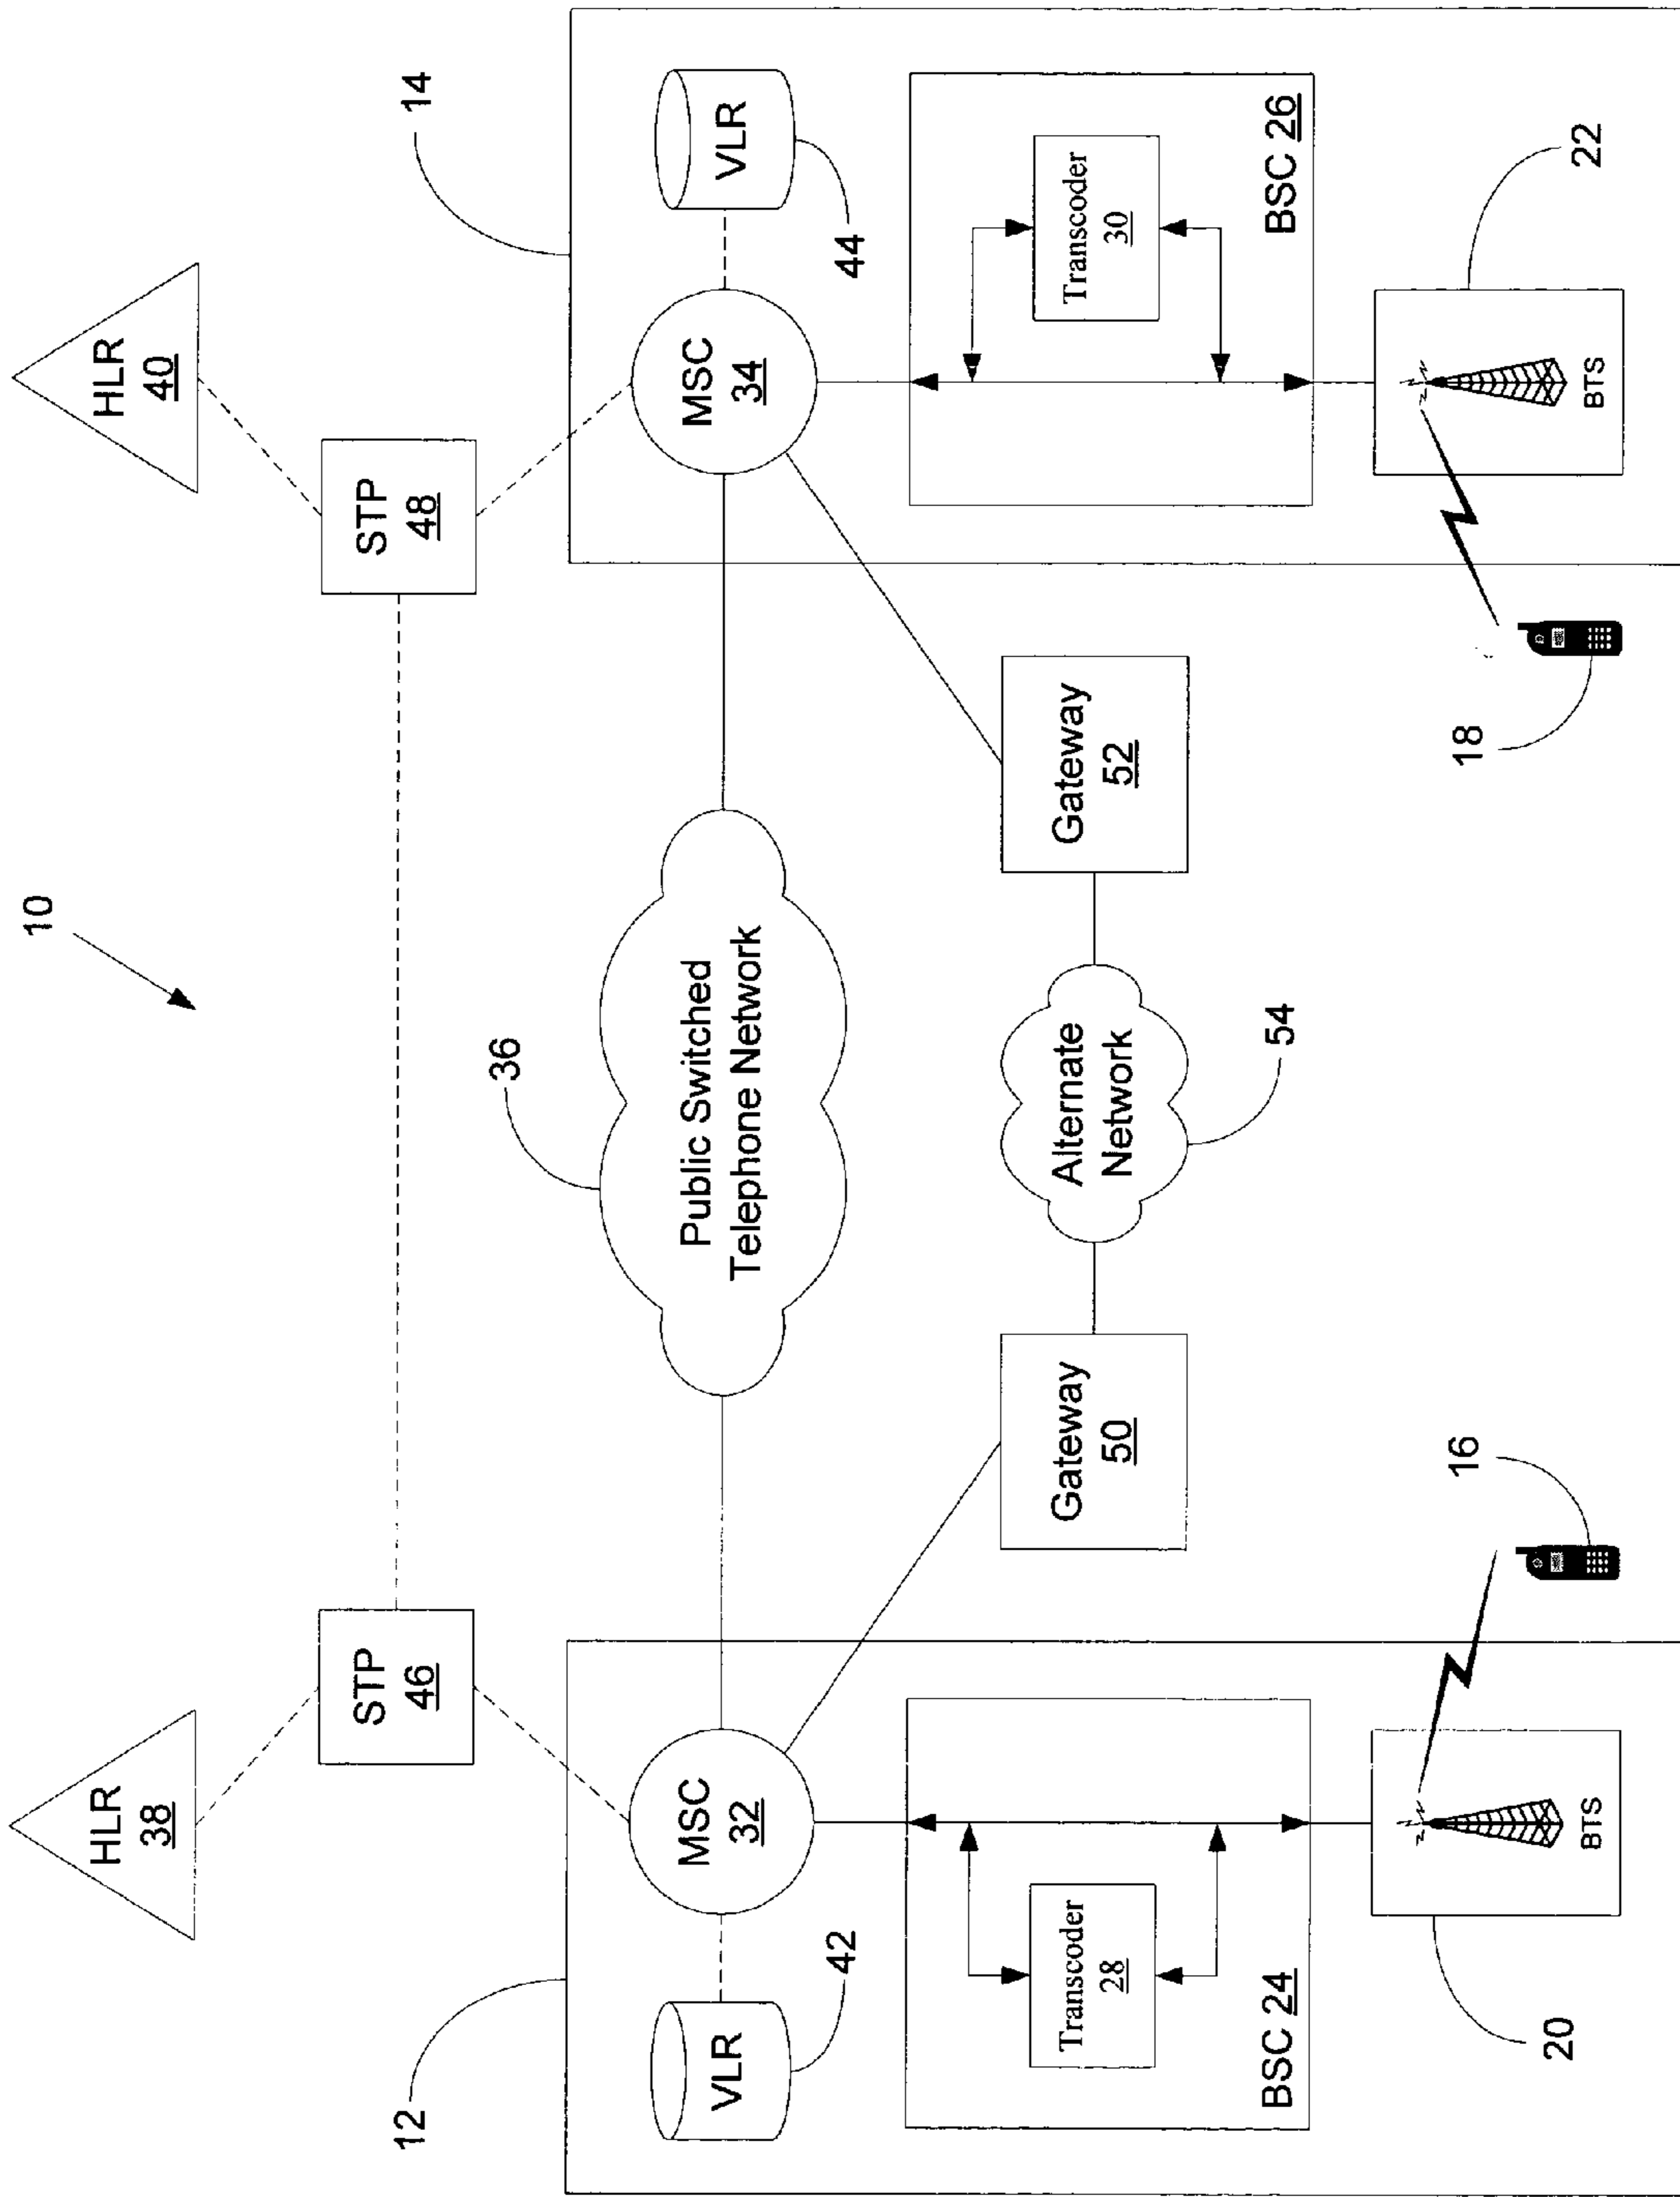 10
HLR
38
HLR
40
STP
46
STP
48
12
14
36
VLR
42
MSC
32
Public Switched
Telephone Network
MSC
34
VLR
44
Transcoder
28
BSC 24
Gateway
50
Alternate
Network
54
Gateway
52
Transcoder
30
BSC 26
20
BTS
16
18
BTS
22